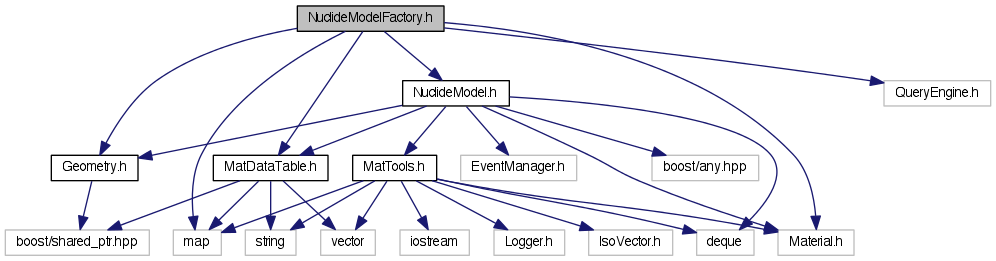 NuclideModelFactory.h
NuclideModel.h
QueryEngine.h
Geometry.h
MatDataTable.h
MatTools.h
EventManager.h
boost/any.hpp
boost/shared_ptr.hpp
map
string
vector
iostream
Logger.h
IsoVector.h
deque
Material.h